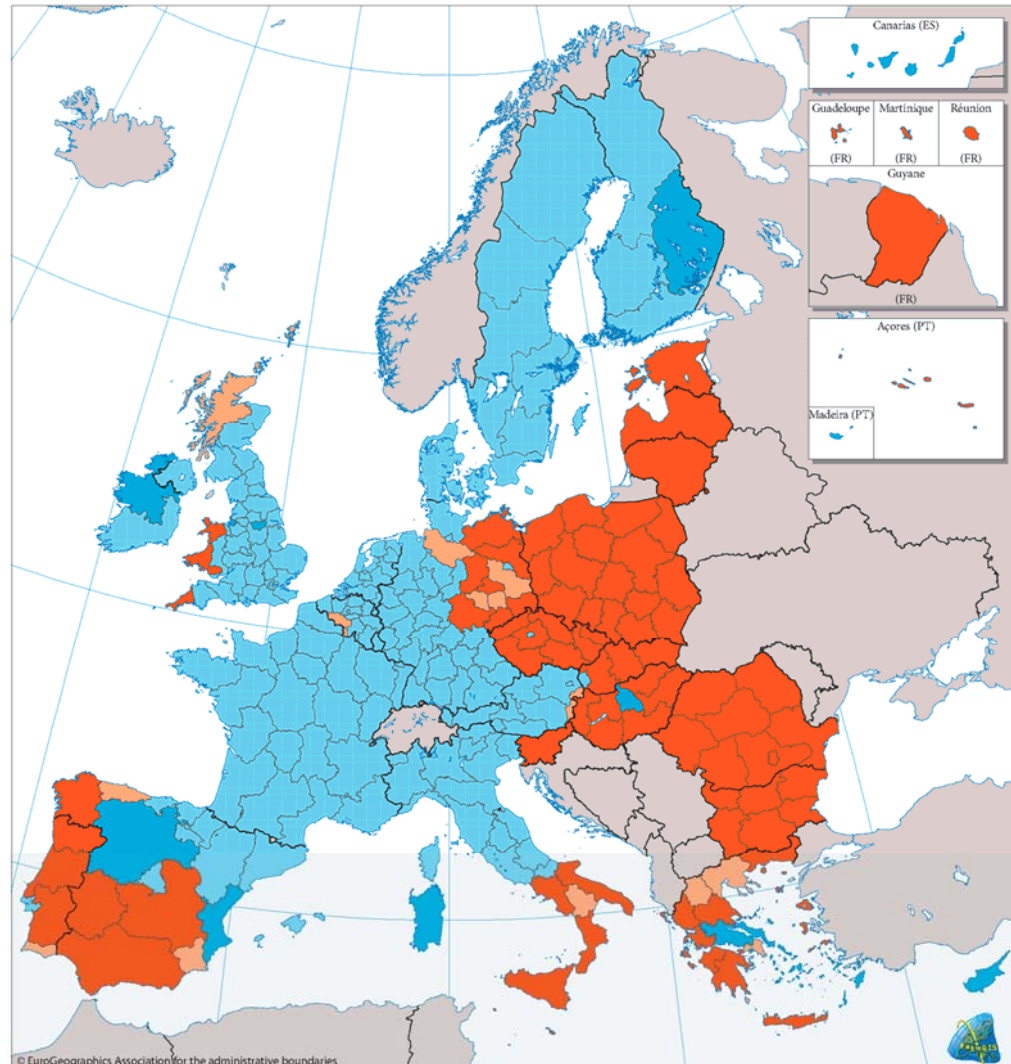 Canarias (ES)
Guadeloupe
(FR)
Martinique
(FR)
Réunion
(FR)
Guyane
(FR)
Açores (PT)
Madeira (PT)
© EuroGeographics Association for the administrative boundaries